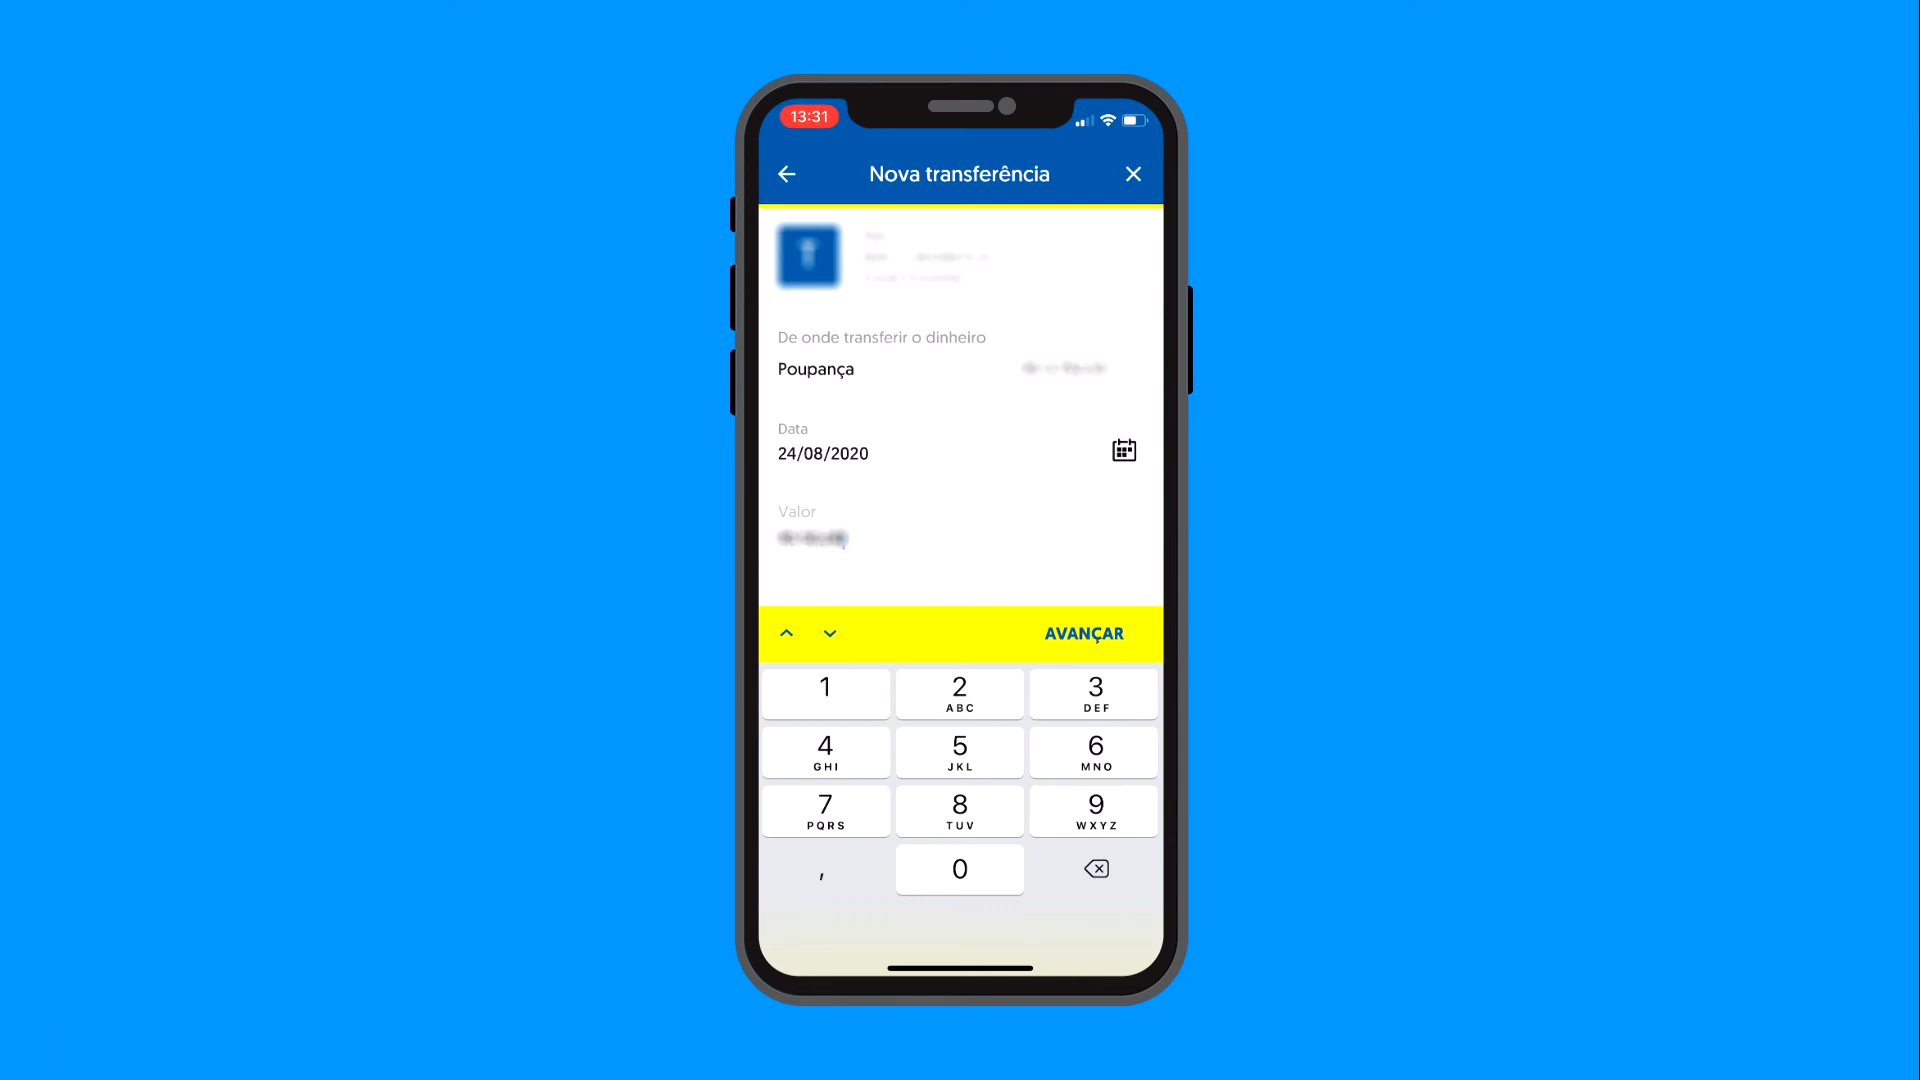 13:31
Nova transferência
De onde transferir o dinheiro
Poupança
Data
24/08/2020
Valor
AVANÇAR
1
2
ABC
3
DEF
4
GHI
5
JKL
6
MNO
7
PQRS
8
TUV
9
WXYZ
,
0